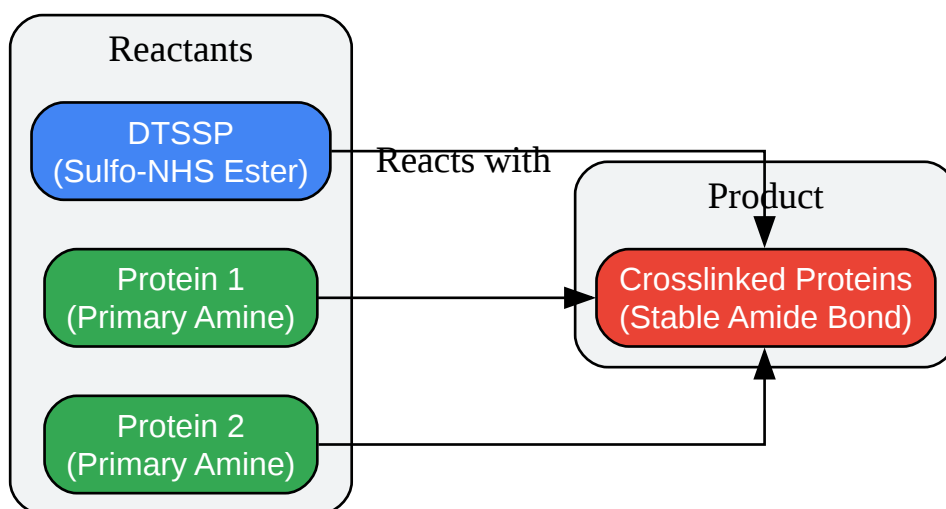 Reactants
DTSSP
(Sulfo-NHS Ester)
Reacts with
Product
Protein 1
(Primary Amine)
Crosslinked Proteins
(Stable Amide Bond)
Protein 2
(Primary Amine)